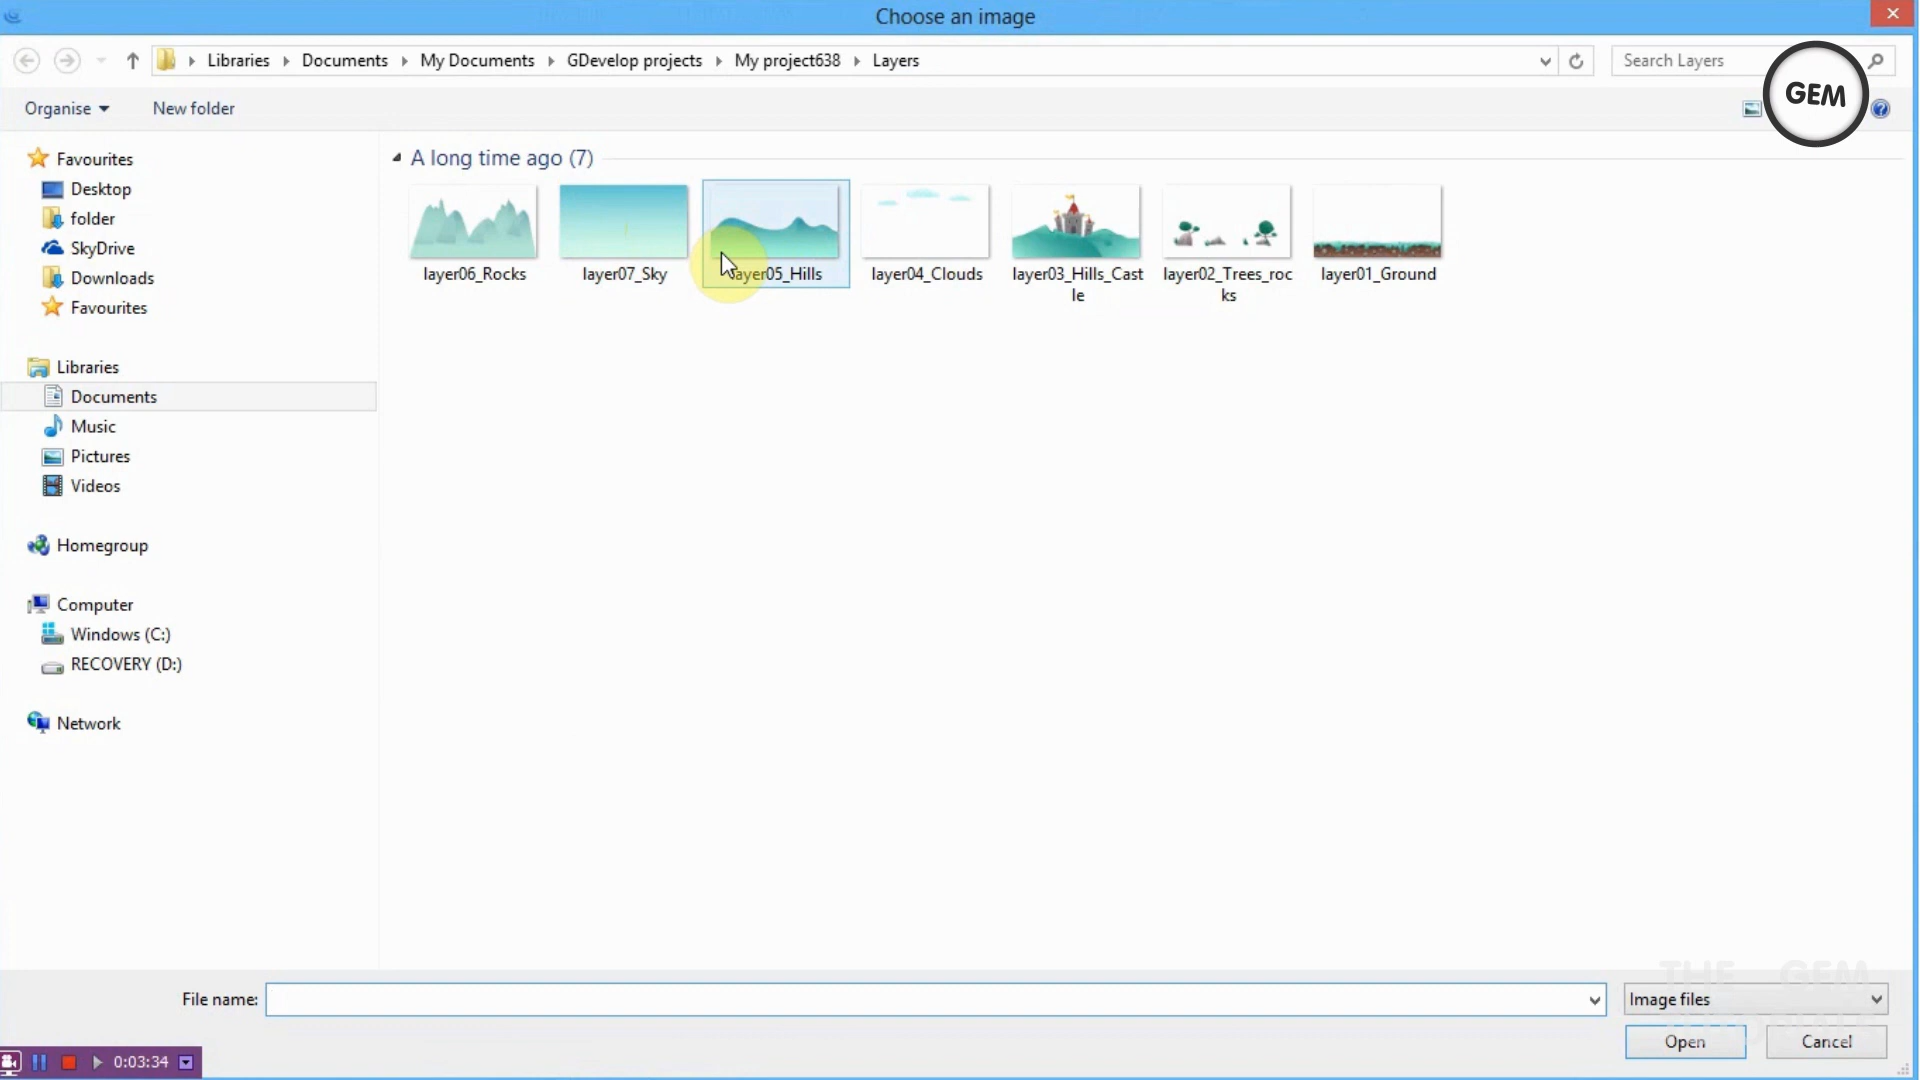 Choose an image
Libraries Documents My Documents GDevelop projects My project638 Layers
Search Layers
GEM
Organise New folder
Favourites
Desktop
folder
SkyDrive
Downloads
Favourites
Libraries
Documents
Music
Pictures
Videos
Homegroup
Computer
Windows (C:)
RECOVERY (D:)
Network
A long time ago (7)
layer06_Rocks
layer07_Sky
layer05_Hills
layer04_Clouds
layer03_Hills_Cast
le
layer02_Trees_roc
ks
layer01_Ground
THE GEM
File name:
Image files
Open Cancel
0:03:34